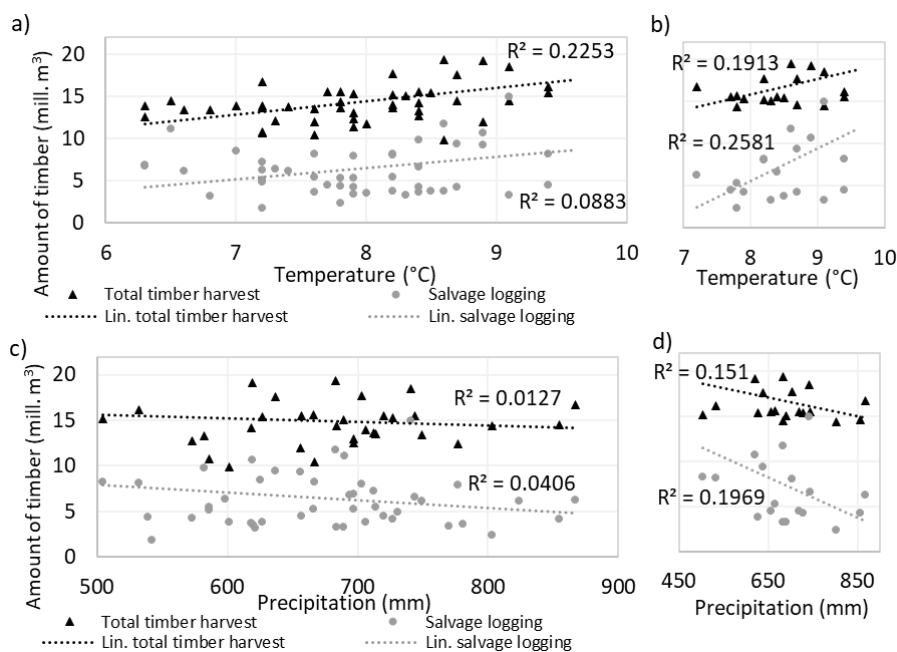 a)
b)
20
15
10
5
0
R² = 0.2253
R² = 0.0883
R² = 0.1913
R² = 0.2581
Amount of timber (mill. m³)
6 7 8 9 10
7 8 9 10
Temperature (°C)
Temperature (°C)
Total timber harvest
Salvage logging
Lin. total timber harvest
Lin. salvage logging
c)
d)
20
15
10
5
0
R² = 0.0127
R² = 0.0406
R² = 0.151
R² = 0.1969
Amount of timber (mill. m³)
500 600 700 800 900
450 650 850
Precipitation (mm)
Precipitation (mm)
Total timber harvest
Salvage logging
Lin. total timber harvest
Lin. salvage logging